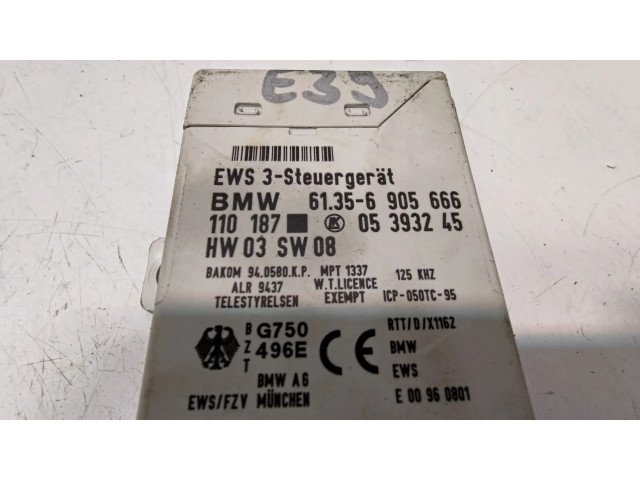 E39
EWS 3-Steuergerät
BMW 61.35-6 905 666
110 187 05 3932 45
HW 03 SW 08
BAKOM 94.0580.K.P. MPT 1337 125 KHZ
ALR 9437 W.T.LICENCE
TELESTYRELSEN EXEMPT ICP-050TC-95
BZT G750 496E CE RTT/D/X1162
BMW
EWS
BMW AG
EWS/FZV MÜNCHEN E 00 96 0801